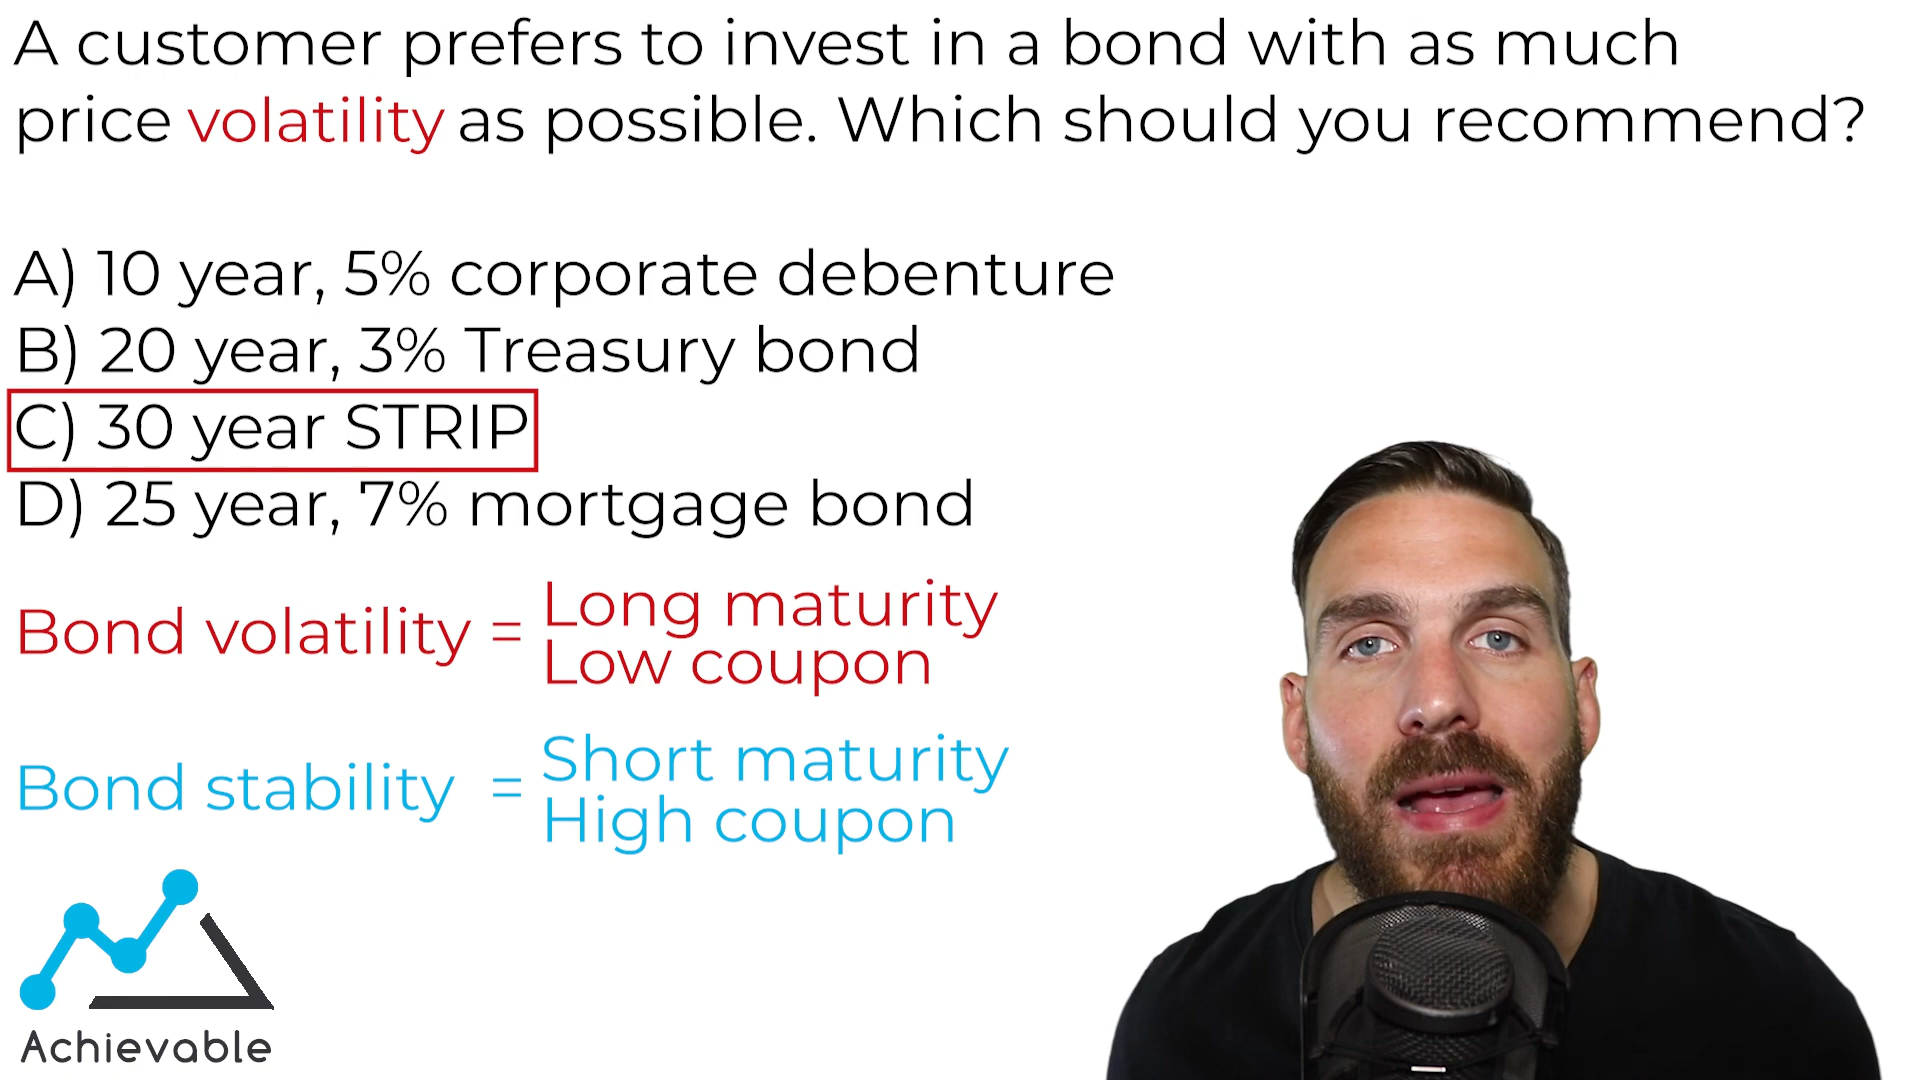 A customer prefers to invest in a bond with as much
price volatility as possible. Which should you recommend?
A) 10 year, 5% corporate debenture
B) 20 year, 3% Treasury bond
C) 30 year STRIP
D) 25 year, 7% mortgage bond
Bond volatility = Long maturity
Low coupon
Bond stability = Short maturity
High coupon
Achievable